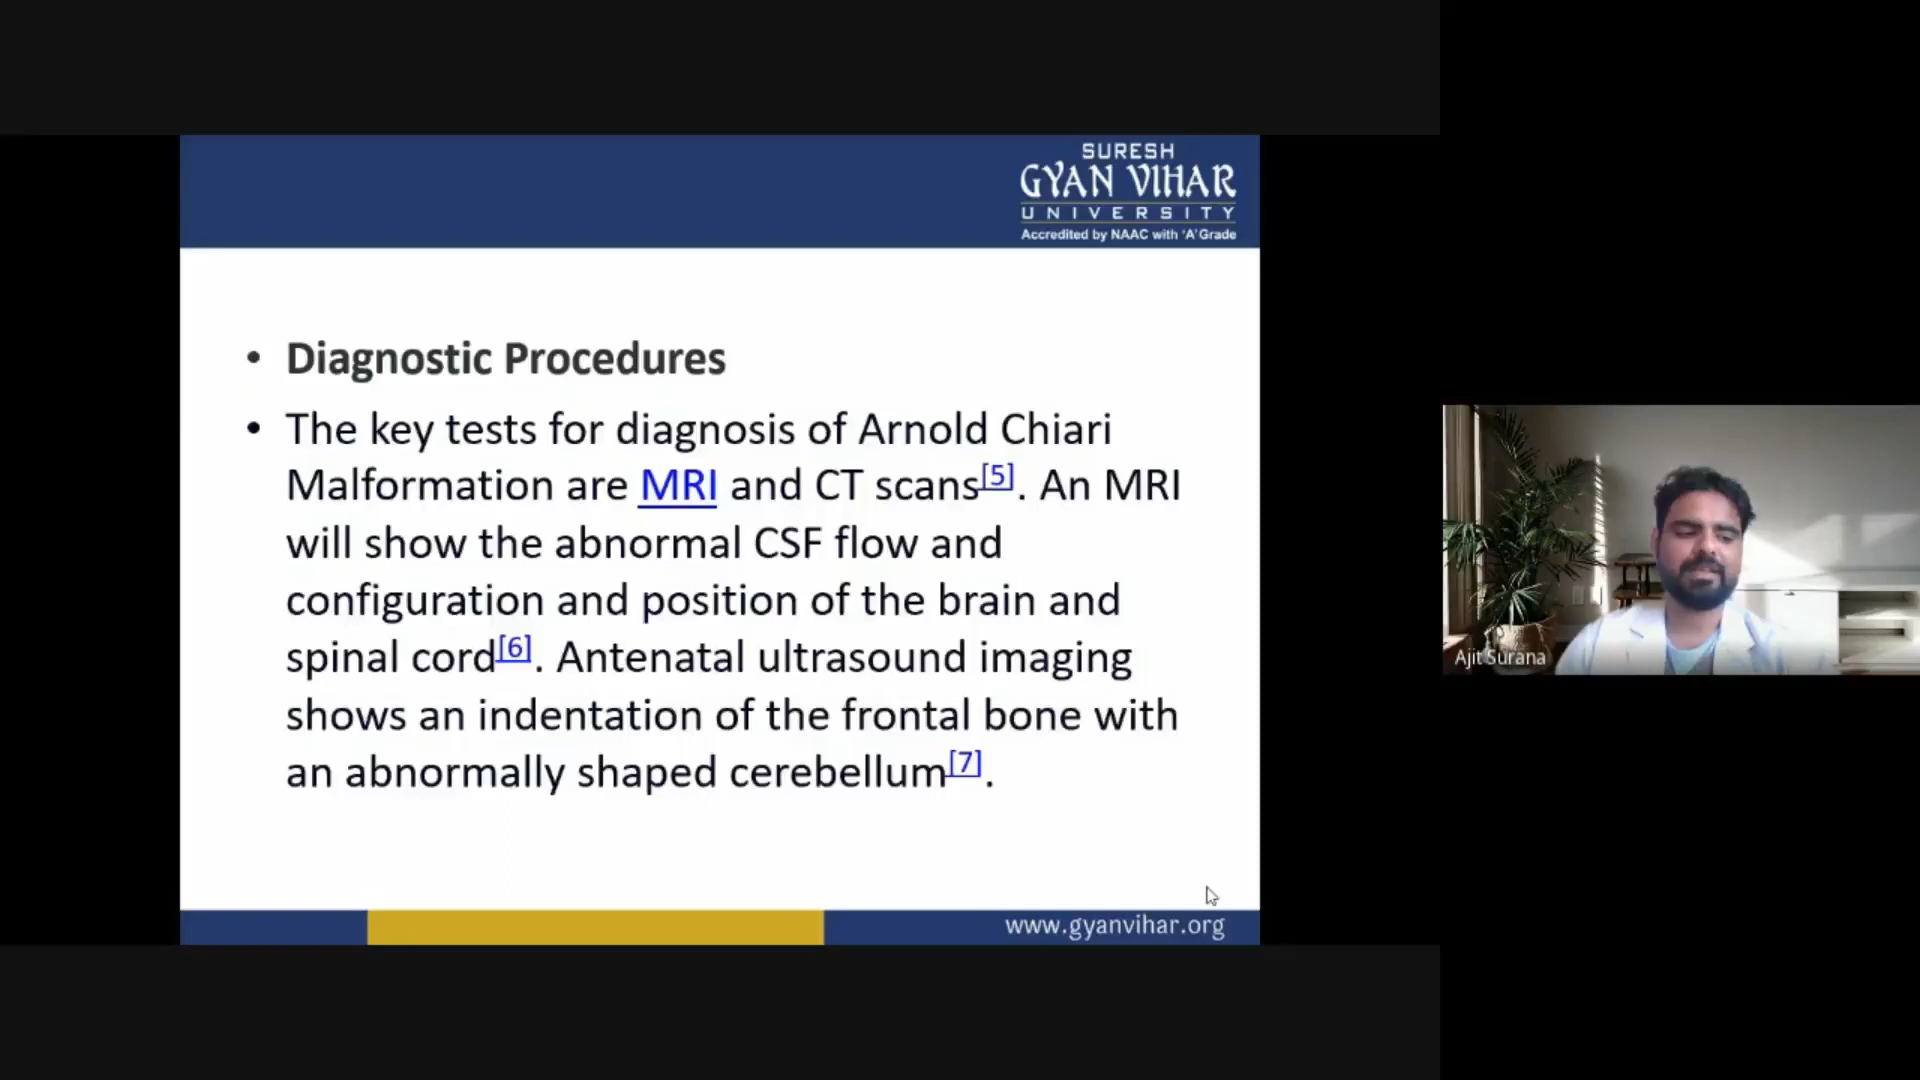 SURESH
GYAN VIHAR
UNIVERSITY
Accredited by NAAC with 'A' Grade
• Diagnostic Procedures
• The key tests for diagnosis of Arnold Chiari
Malformation are MRI and CT scans[5]. An MRI
will show the abnormal CSF flow and
configuration and position of the brain and
spinal cord[6]. Antenatal ultrasound imaging
shows an indentation of the frontal bone with
an abnormally shaped cerebellum[7].
www.gyanvihar.org
Ajit Surana